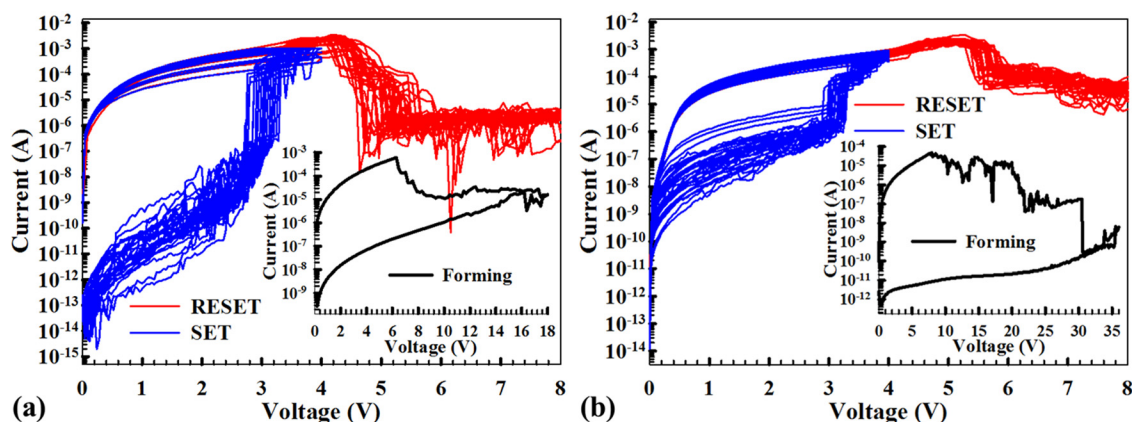 10⁻² 10⁻³ 10⁻⁴ 10⁻⁵ 10⁻⁶ 10⁻⁷ 10⁻⁸ 10⁻⁹ 10⁻¹⁰ 10⁻¹¹ 10⁻¹² 10⁻¹³ 10⁻¹⁴ 10⁻¹⁵
Current (A)
RESET
SET
10⁻³ 10⁻⁴ 10⁻⁵ 10⁻⁶ 10⁻⁷ 10⁻⁸ 10⁻⁹
Current (A)
Forming
0 2 4 6 8 10 12 14 16 18
Voltage (V)
0 1 2 3 4 5 6 7 8
(a) Voltage (V)
10⁻² 10⁻³ 10⁻⁴ 10⁻⁵ 10⁻⁶ 10⁻⁷ 10⁻⁸ 10⁻⁹ 10⁻¹⁰ 10⁻¹¹ 10⁻¹² 10⁻¹³ 10⁻¹⁴
Current (A)
RESET
SET
10⁻⁴ 10⁻⁵ 10⁻⁶ 10⁻⁷ 10⁻⁸ 10⁻⁹ 10⁻¹⁰ 10⁻¹¹ 10⁻¹²
Current (A)
Forming
0 5 10 15 20 25 30 35
Voltage (V)
0 1 2 3 4 5 6 7 8
(b) Voltage (V)